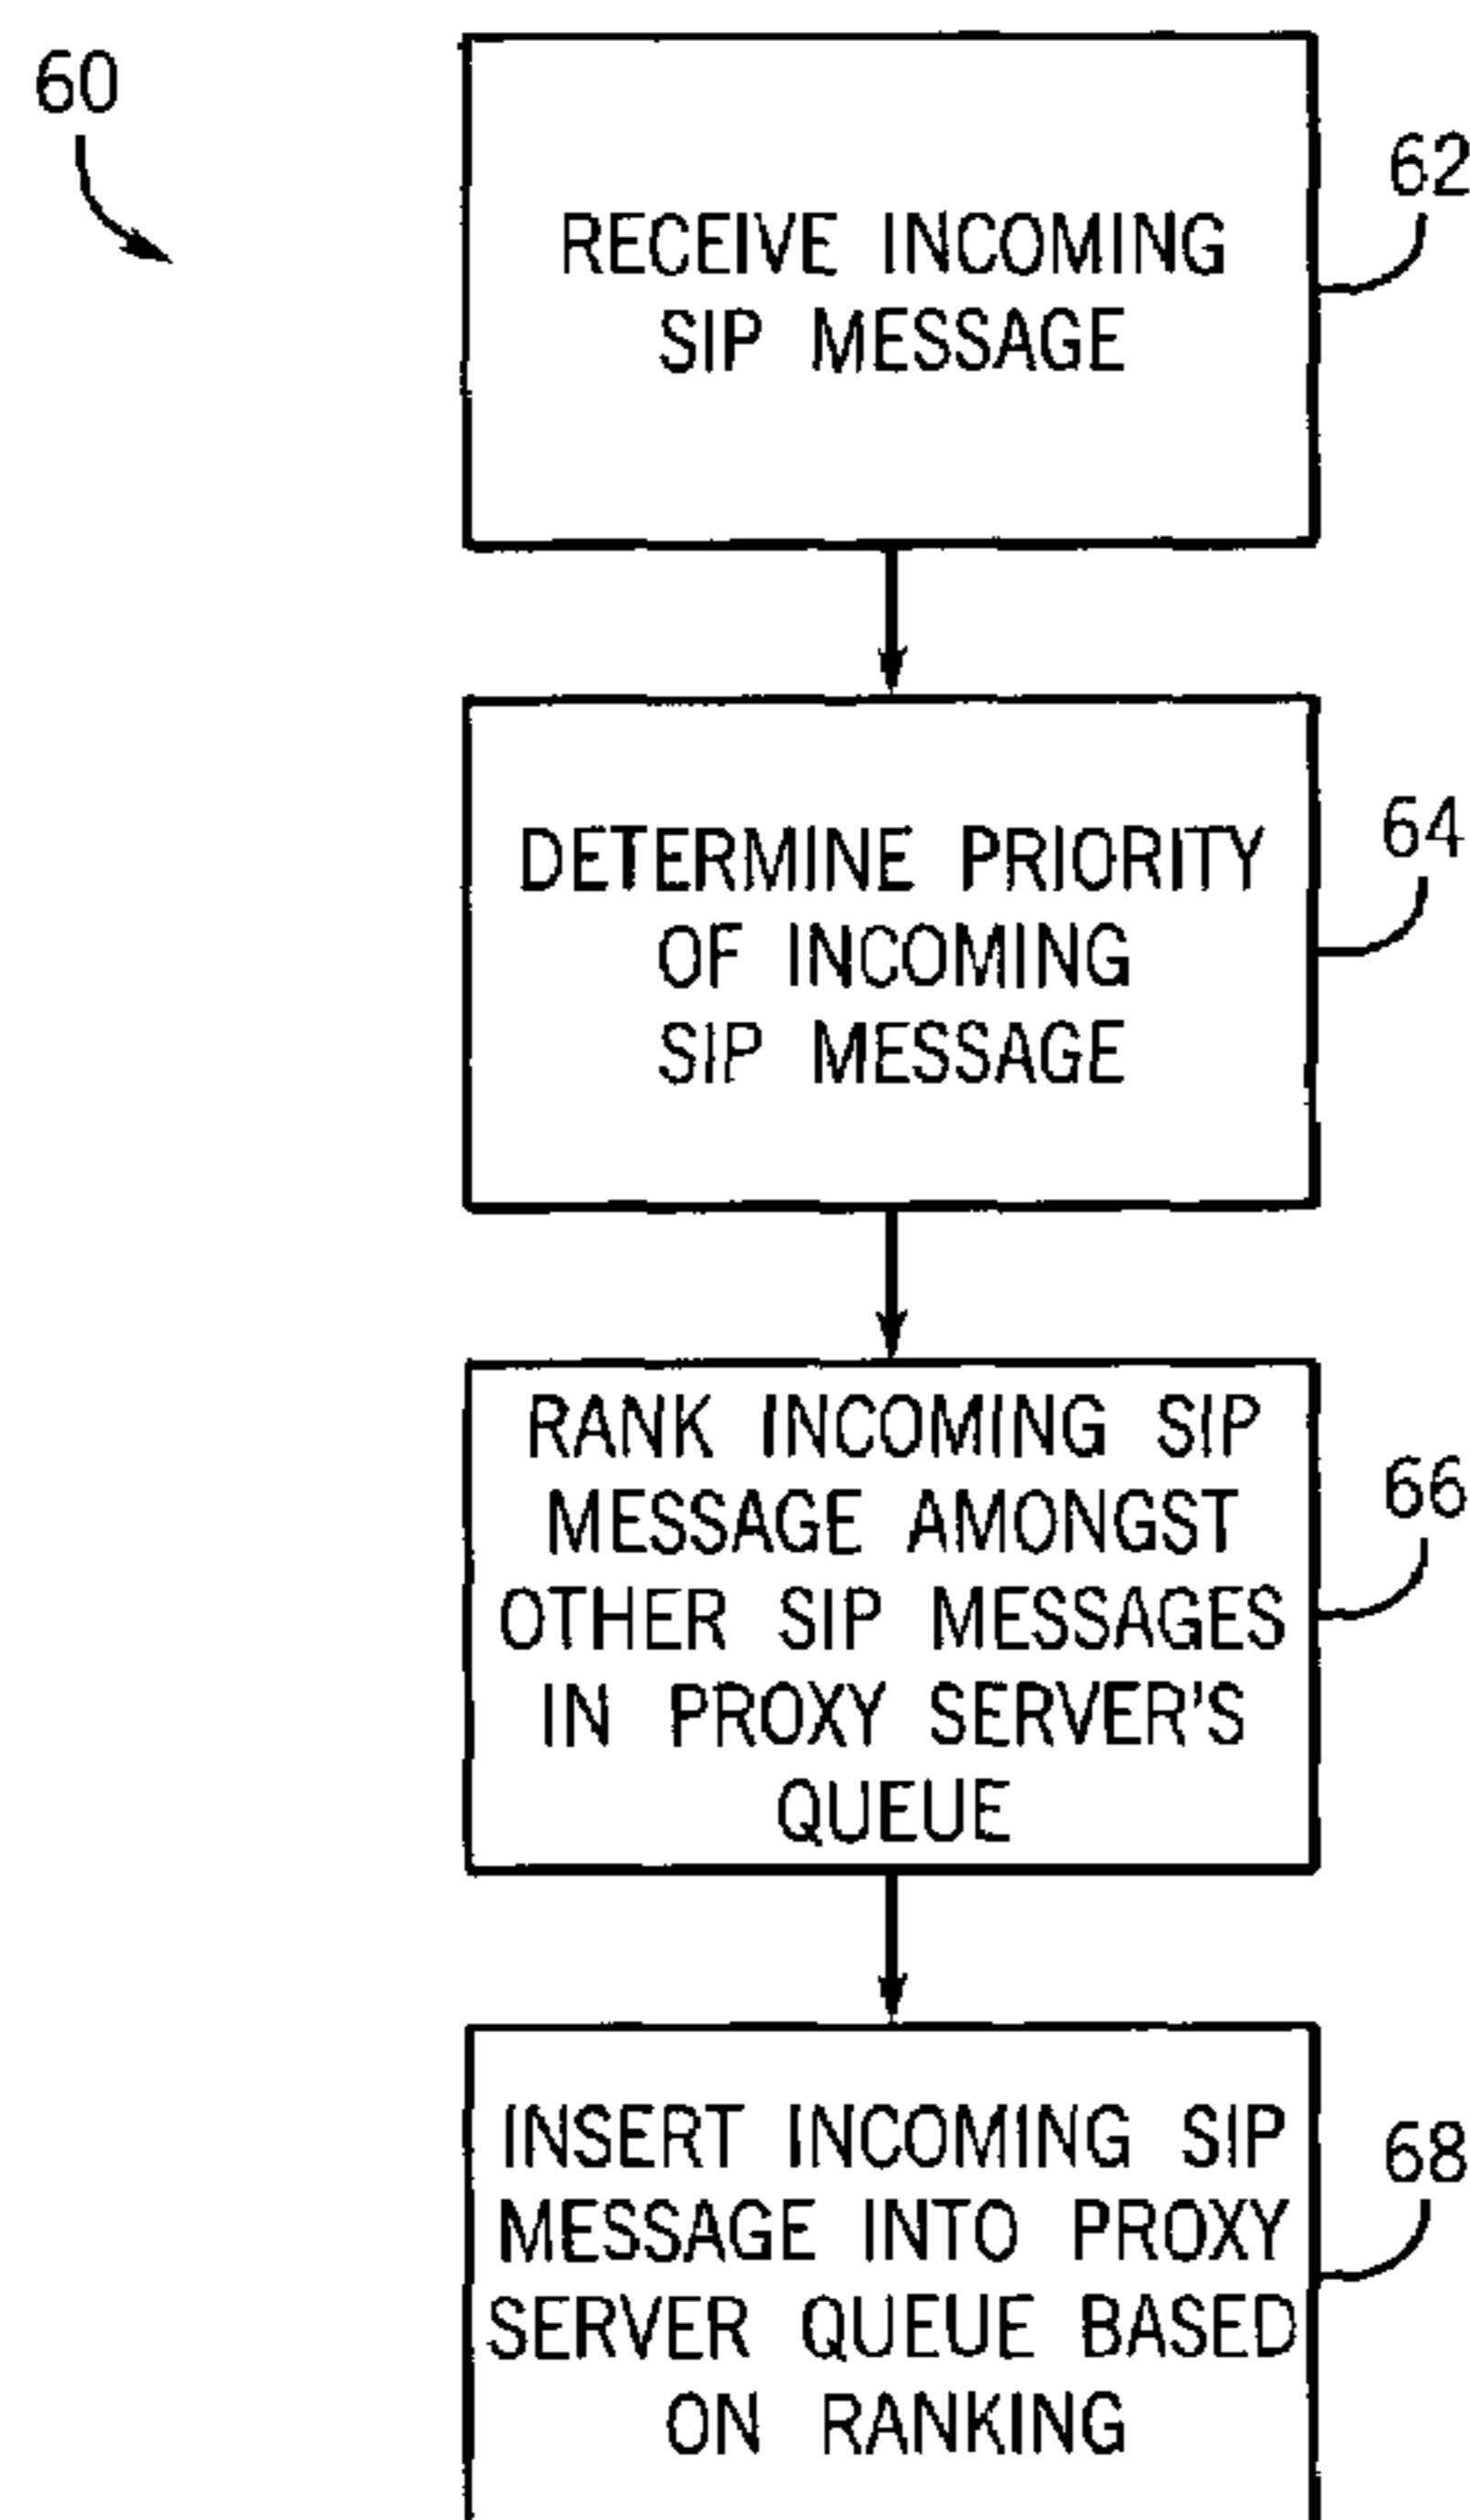 60
62
RECEIVE INCOMING
SIP MESSAGE
64
DETERMINE PRIORITY
OF INCOMING
SIP MESSAGE
66
RANK INCOMING SIP
MESSAGE AMONGST
OTHER SIP MESSAGES
IN PROXY SERVER'S
QUEUE
68
INSERT INCOMING SIP
MESSAGE INTO PROXY
SERVER QUEUE BASED
ON RANKING